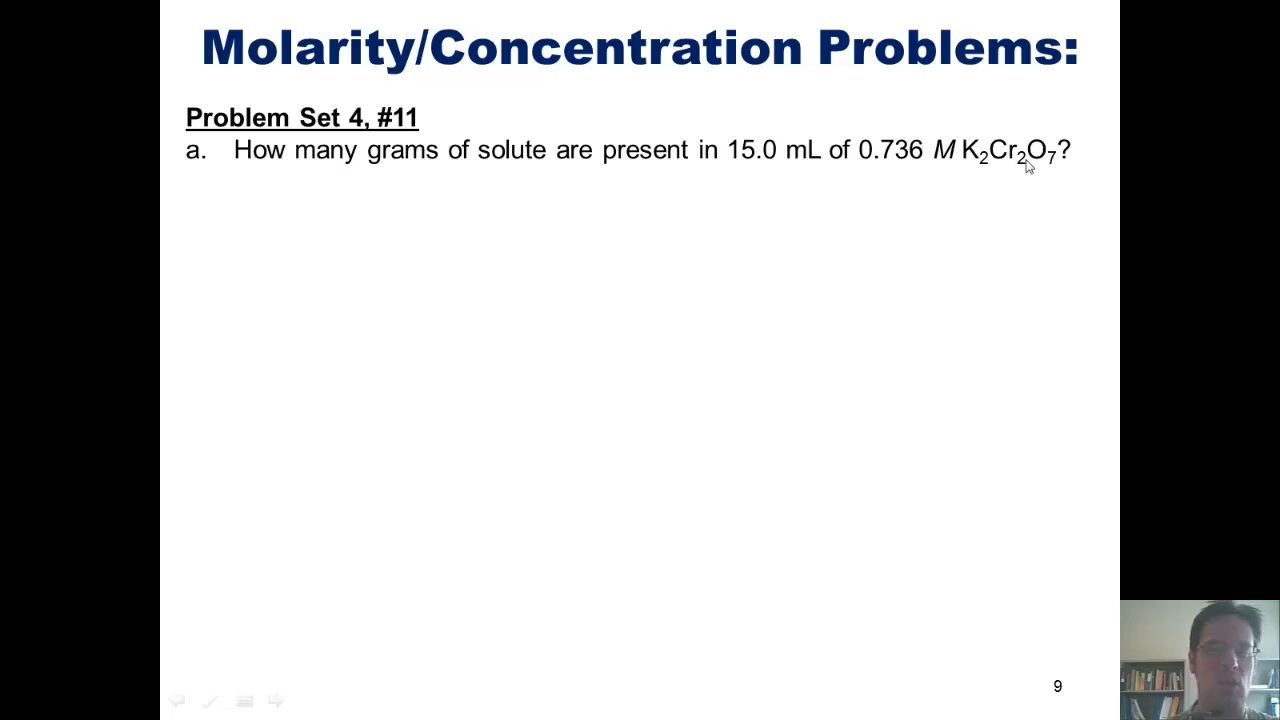 Molarity/Concentration Problems:
Problem Set 4, #11
a. How many grams of solute are present in 15.0 mL of 0.736 M K₂Cr₂O₇?
9